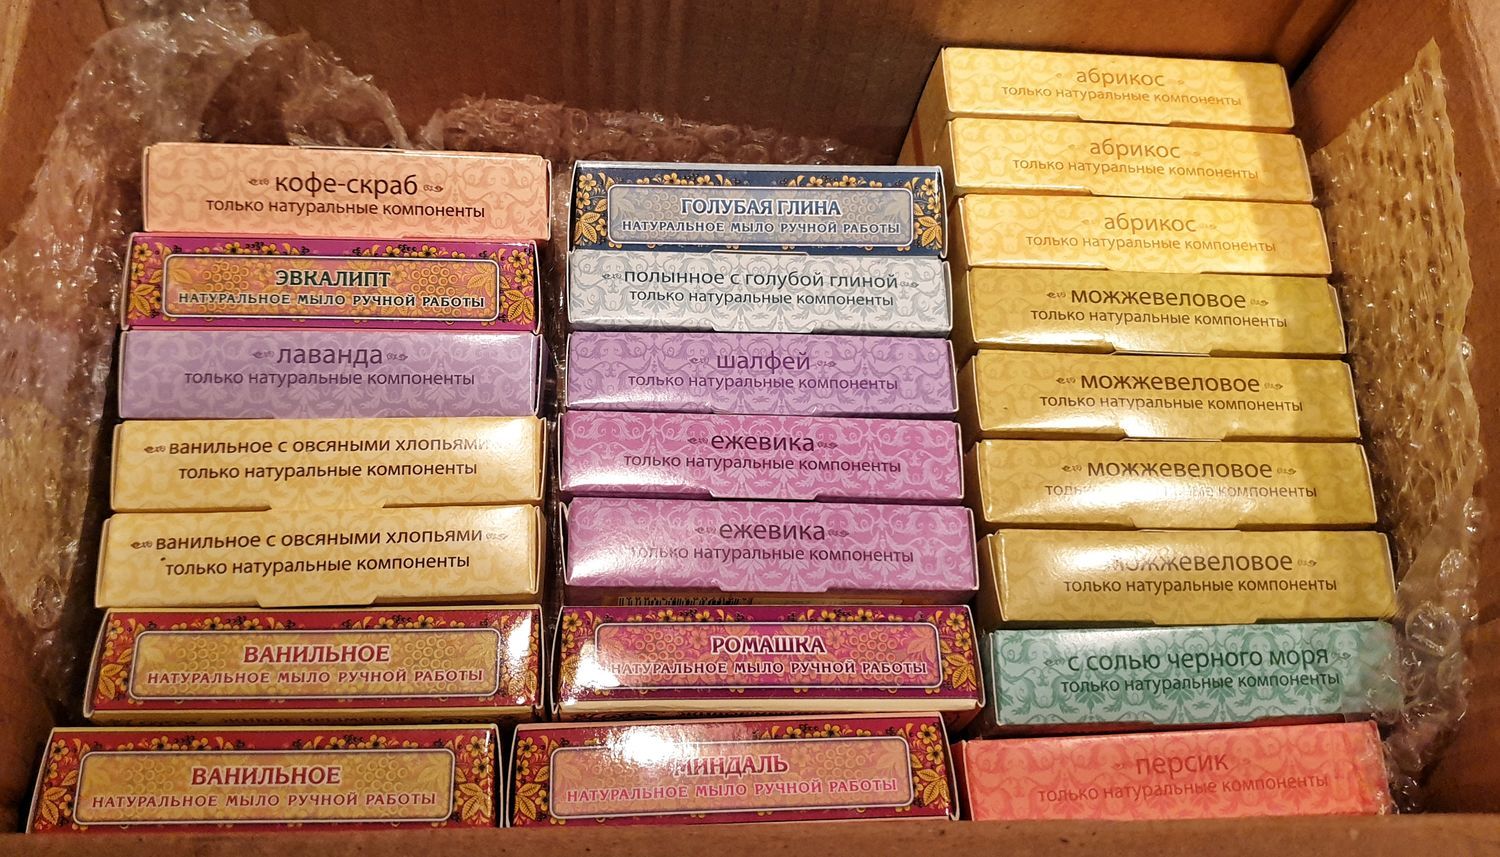 кофе-скраб
только натуральные компоненты
ЭВКАЛИПТ
НАТУРАЛЬНОЕ МЫЛО РУЧНОЙ РАБОТЫ
лаванда
только натуральные компоненты
ванильное с овсяными хлопьями
только натуральные компоненты
ванильное с овсяными хлопьями
только натуральные компоненты
ВАНИЛЬНОЕ
НАТУРАЛЬНОЕ МЫЛО РУЧНОЙ РАБОТЫ
ВАНИЛЬНОЕ
НАТУРАЛЬНОЕ МЫЛО РУЧНОЙ РАБОТЫ
ГОЛУБАЯ ГЛИНА
НАТУРАЛЬНОЕ МЫЛО РУЧНОЙ РАБОТЫ
полынное с голубой глиной
только натуральные компоненты
шалфей
только натуральные компоненты
ежевика
только натуральные компоненты
ежевика
только натуральные компоненты
РОМАШКА
НАТУРАЛЬНОЕ МЫЛО РУЧНОЙ РАБОТЫ
МИНДАЛЬ
НАТУРАЛЬНОЕ МЫЛО РУЧНОЙ РАБОТЫ
абрикос
только натуральные компоненты
абрикос
только натуральные компоненты
абрикос
только натуральные компоненты
можжевеловое
только натуральные компоненты
можжевеловое
только натуральные компоненты
можжевеловое
только натуральные компоненты
можжевеловое
только натуральные компоненты
с солью черного моря
только натуральные компоненты
персик
только натуральные компоненты